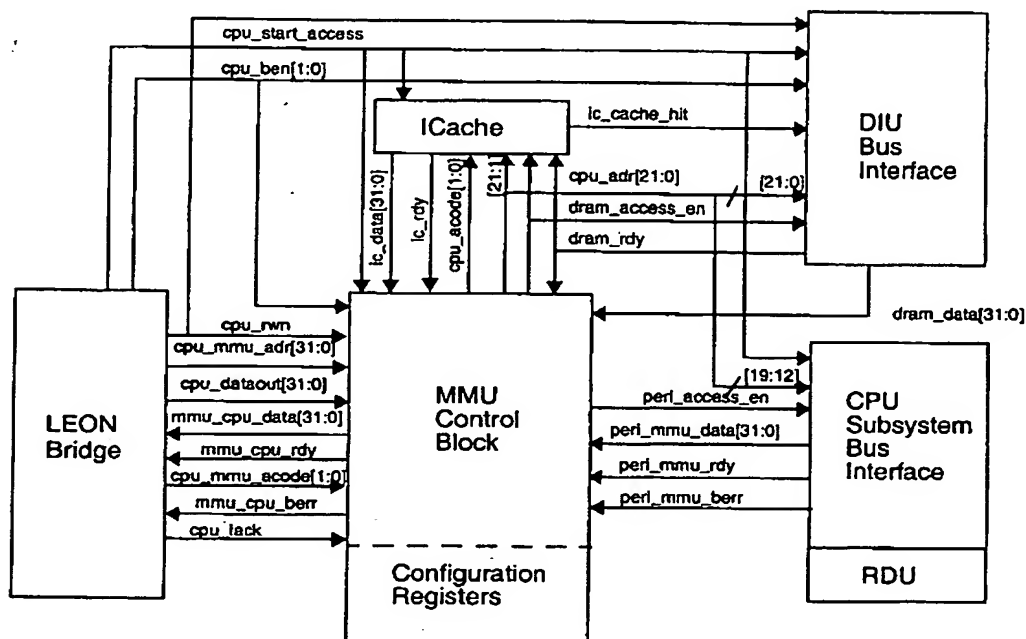 cpu_start_access
cpu_ben[1:0]
ICache
ic_cache_hit
DIU
Bus
Interface
ic_data[31:0]
ic_rdy
cpu_acode[1:0]
cpu_adr[21:0]
[21:0]
dram_access_en
dram_rdy
dram_data[31:0]
LEON
Bridge
cpu_rwn
cpu_mmu_adr[31:0]
cpu_dataout[31:0]
mmu_cpu_data[31:0]
mmu_cpu_rdy
cpu_mmu_acode[1:0]
mmu_cpu_berr
cpu_iack
MMU
Control
Block
Configuration
Registers
[19:12]
peri_access_en
peri_mmu_data[31:0]
peri_mmu_rdy
peri_mmu_berr
CPU
Subsystem
Bus
Interface
RDU